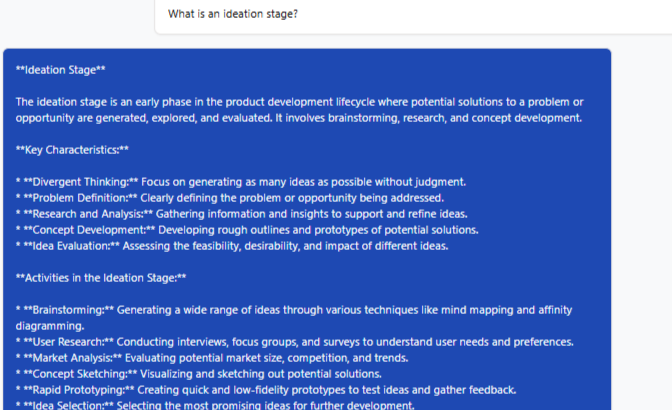 What is an ideation stage?
**Ideation Stage**
The ideation stage is an early phase in the product development lifecycle where potential solutions to a problem or
opportunity are generated, explored, and evaluated. It involves brainstorming, research, and concept development.
**Key Characteristics:**
* **Divergent Thinking:** Focus on generating as many ideas as possible without judgment.
* **Problem Definition:** Clearly defining the problem or opportunity being addressed.
* **Research and Analysis:** Gathering information and insights to support and refine ideas.
* **Concept Development:** Developing rough outlines and prototypes of potential solutions.
* **Idea Evaluation:** Assessing the feasibility, desirability, and impact of different ideas.
**Activities in the Ideation Stage:**
* **Brainstorming:** Generating a wide range of ideas through various techniques like mind mapping and affinity
diagramming.
* **User Research:** Conducting interviews, focus groups, and surveys to understand user needs and preferences.
* **Market Analysis:** Evaluating potential market size, competition, and trends.
* **Concept Sketching:** Visualizing and sketching out potential solutions.
* **Rapid Prototyping:** Creating quick and low-fidelity prototypes to test ideas and gather feedback.
* **Idea Selection:** Selecting the most promising ideas for further development.